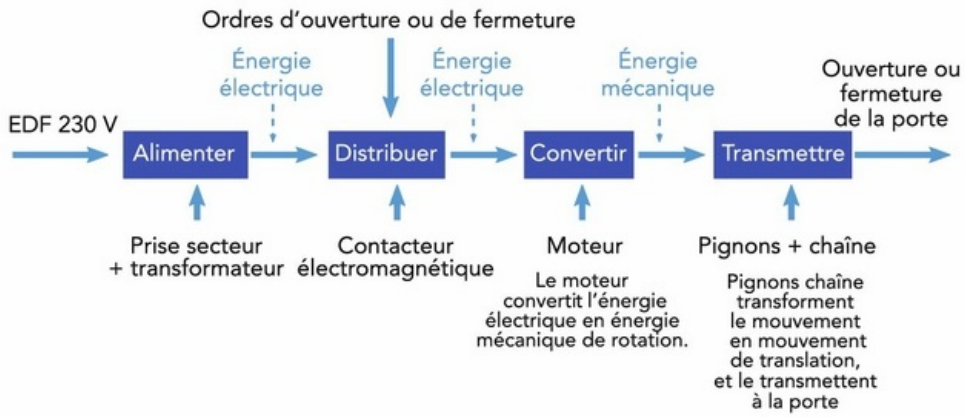 Ordres d'ouverture ou de fermeture
Énergie
électrique
Énergie
électrique
Énergie
mécanique
Ouverture ou
fermeture
de la porte
EDF 230 V
Alimenter
Distribuer
Convertir
Transmettre
Prise secteur
+ transformateur
Contacteur
électromagnétique
Moteur
Le moteur
convertit l'énergie
électrique en énergie
mécanique de rotation.
Pignons + chaîne
Pignons chaîne
transforment
le mouvement
en mouvement
de translation,
et le transmettent
à la porte